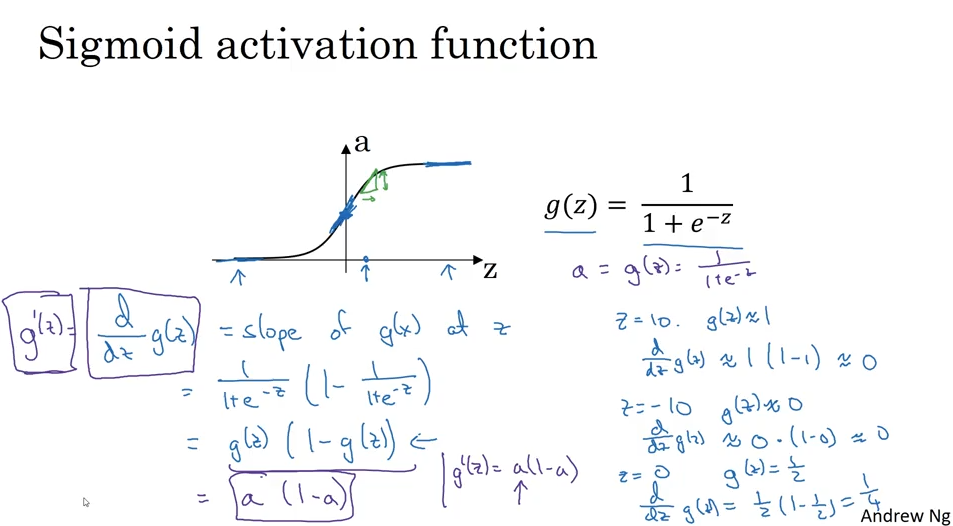 Sigmoid activation function
a
z
g(z) = 1 / (1 + e^{-z})
a = g(z) = 1 / (1+e^{-z})
g'(z) = d/dz g(z) = slope of g(x) at z
= 1 / (1+e^{-z}) (1 - 1 / (1+e^{-z}))
= g(z) (1 - g(z)) ←
= a (1-a)
g'(z) = a(1-a)
z = 10. g(z) ≈ 1
d/dz g(z) ≈ 1 (1-1) ≈ 0
z = -10 g(z) ≈ 0
d/dz g(z) ≈ 0 · (1-0) ≈ 0
z = 0 g(z) = 1/2
d/dz g(z) = 1/2 (1 - 1/2) = 1/4
Andrew Ng